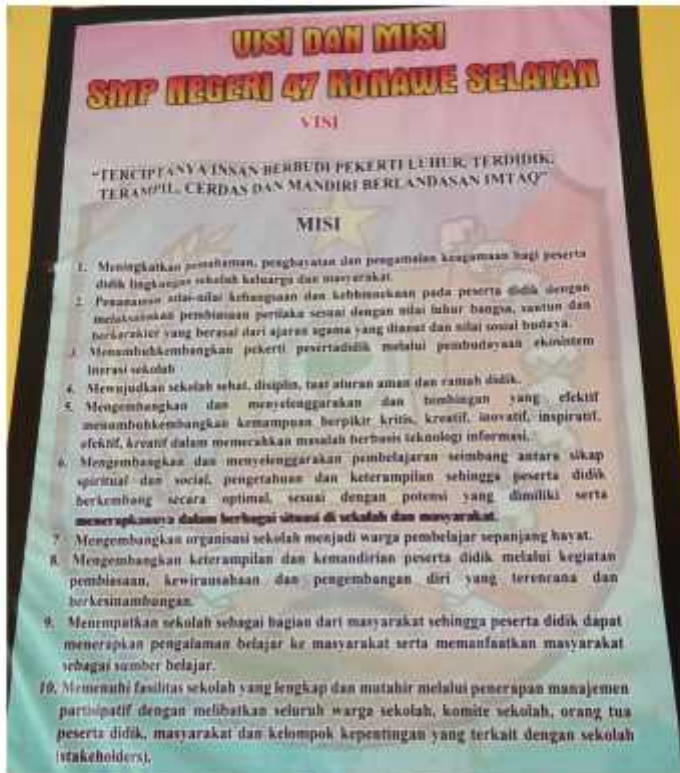 VISI DAN MISI
SMP NEGERI 47 KONAWE SELATAN
VISI
"TERCIPTANYA INSAN BERBUDI PEKERTI LUHUR, TERDIDIK,
TERAMPIL, CERDAS DAN MANDIRI BERLANDASAN IMTAQ"
MISI
1. Meningkatkan pemahaman, penghayatan dan pengamalan keagamaan bagi peserta
didik lingkungan sekolah keluarga dan masyarakat.
2. Penanaman nilai-nilai kebangsaan dan kebhinnekaan pada peserta didik dengan
melaksanakan pembinaan perilaku sesuai dengan nilai luhur bangsa, santun dan
berkarakter yang berasal dari ajaran agama yang dianut dan nilai sosial budaya.
3. Menumbuhkembangkan pekerti pesertadidik melalui pembudayaan ekosistem
literasi sekolah
4. Mewujudkan sekolah sehat, disiplin, taat aturan aman dan ramah didik.
5. Mengembangkan dan menyelenggarakan dan bimbingan yang efektif
menumbuhkembangkan kemampuan berpikir kritis, kreatif, inovatif, inspiratif,
efektif, kreatif dalam memecahkan masalah berbasis teknologi informasi.
6. Mengembangkan dan menyelenggarakan pembelajaran seimbang antara sikap
spiritual dan social, pengetahuan dan keterampilan sehingga peserta didik
berkembang secara optimal, sesuai dengan potensi yang dimiliki serta
menerapkannya dalam berbagai situasi di sekolah dan masyarakat.
7. Mengembangkan organisasi sekolah menjadi warga pembelajar sepanjang hayat.
8. Mengembangkan keterampilan dan kemandirian peserta didik melalui kegiatan
pembiasaan, kewirausahaan dan pengembangan diri yang terencana dan
berkesinambungan.
9. Menempatkan sekolah sebagai bagian dari masyarakat sehingga peserta didik dapat
menerapkan pengalaman belajar ke masyarakat serta memanfaatkan masyarakat
sebagai sumber belajar.
10. Memenuhi fasilitas sekolah yang lengkap dan mutahir melalui penerapan manajemen
partisipatif dengan melibatkan seluruh warga sekolah, komite sekolah, orang tua
peserta didik, masyarakat dan kelompok kepentingan yang terkait dengan sekolah
(stakeholders).